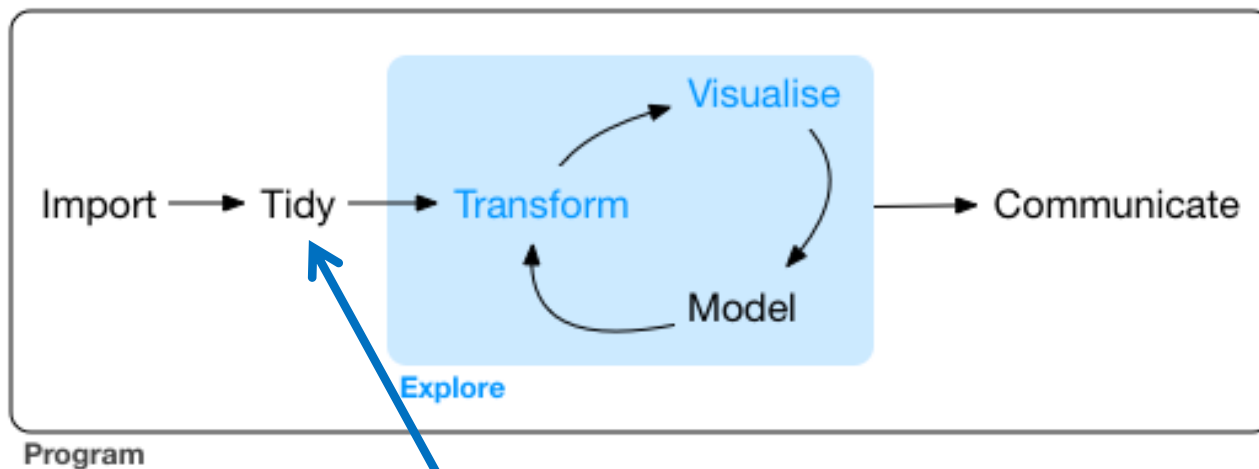 Visualise
Import Tidy Transform Communicate
Model
Explore
Program